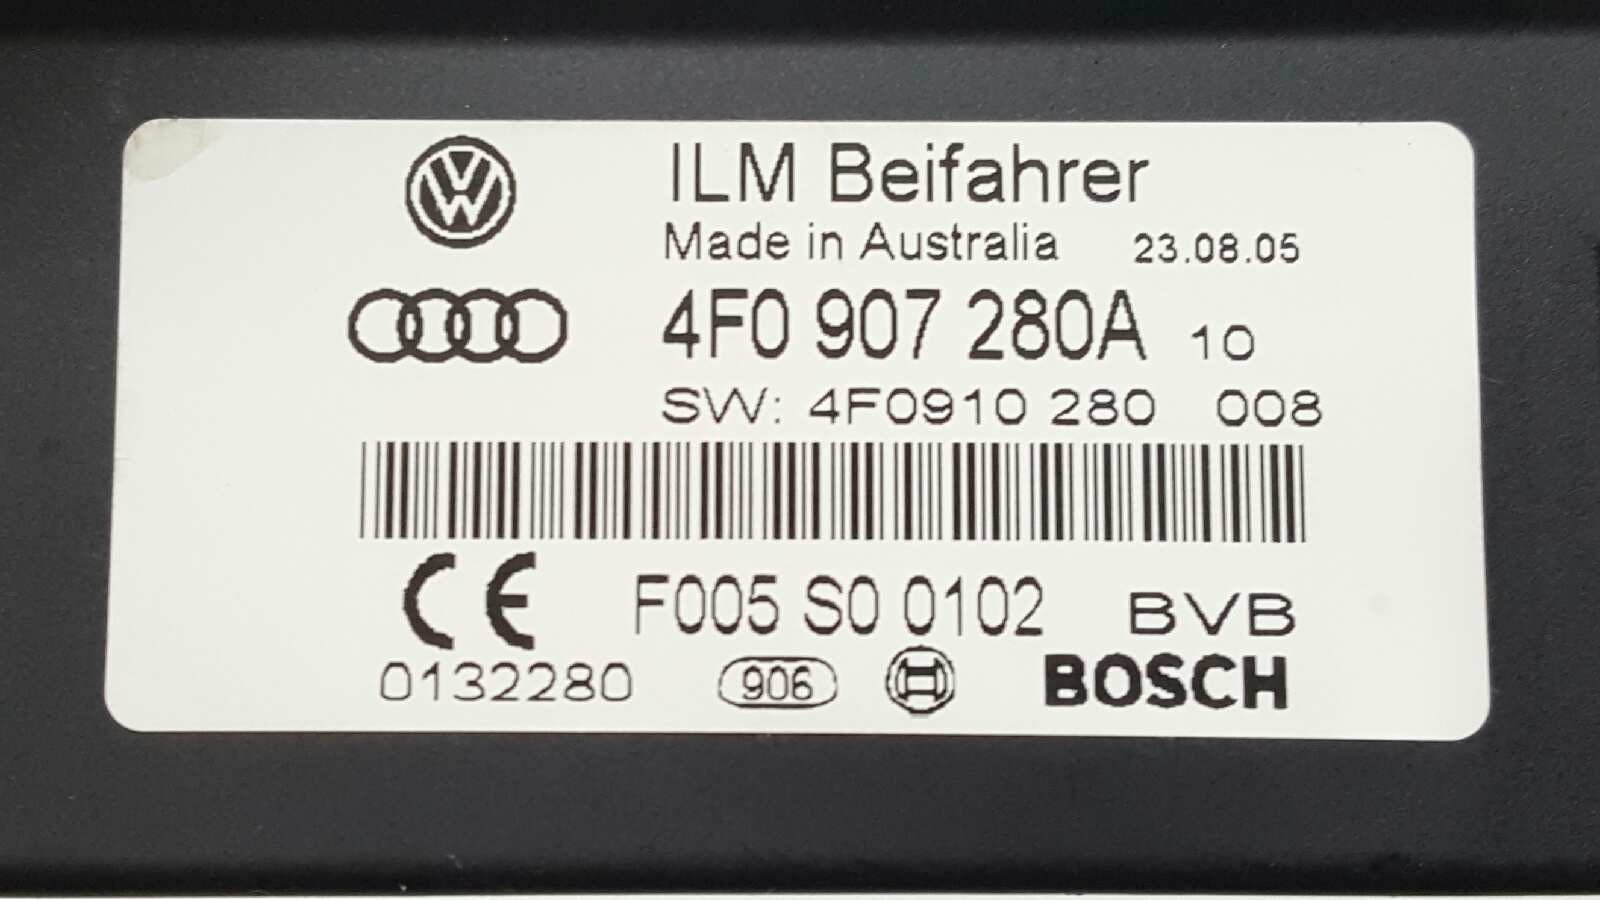 ILM Beifahrer
Made in Australia 23.08.05
4F0 907 280A 10
SW: 4F0910 280 008
CE F005 S0 0102 BVB
0132280 906 BOSCH